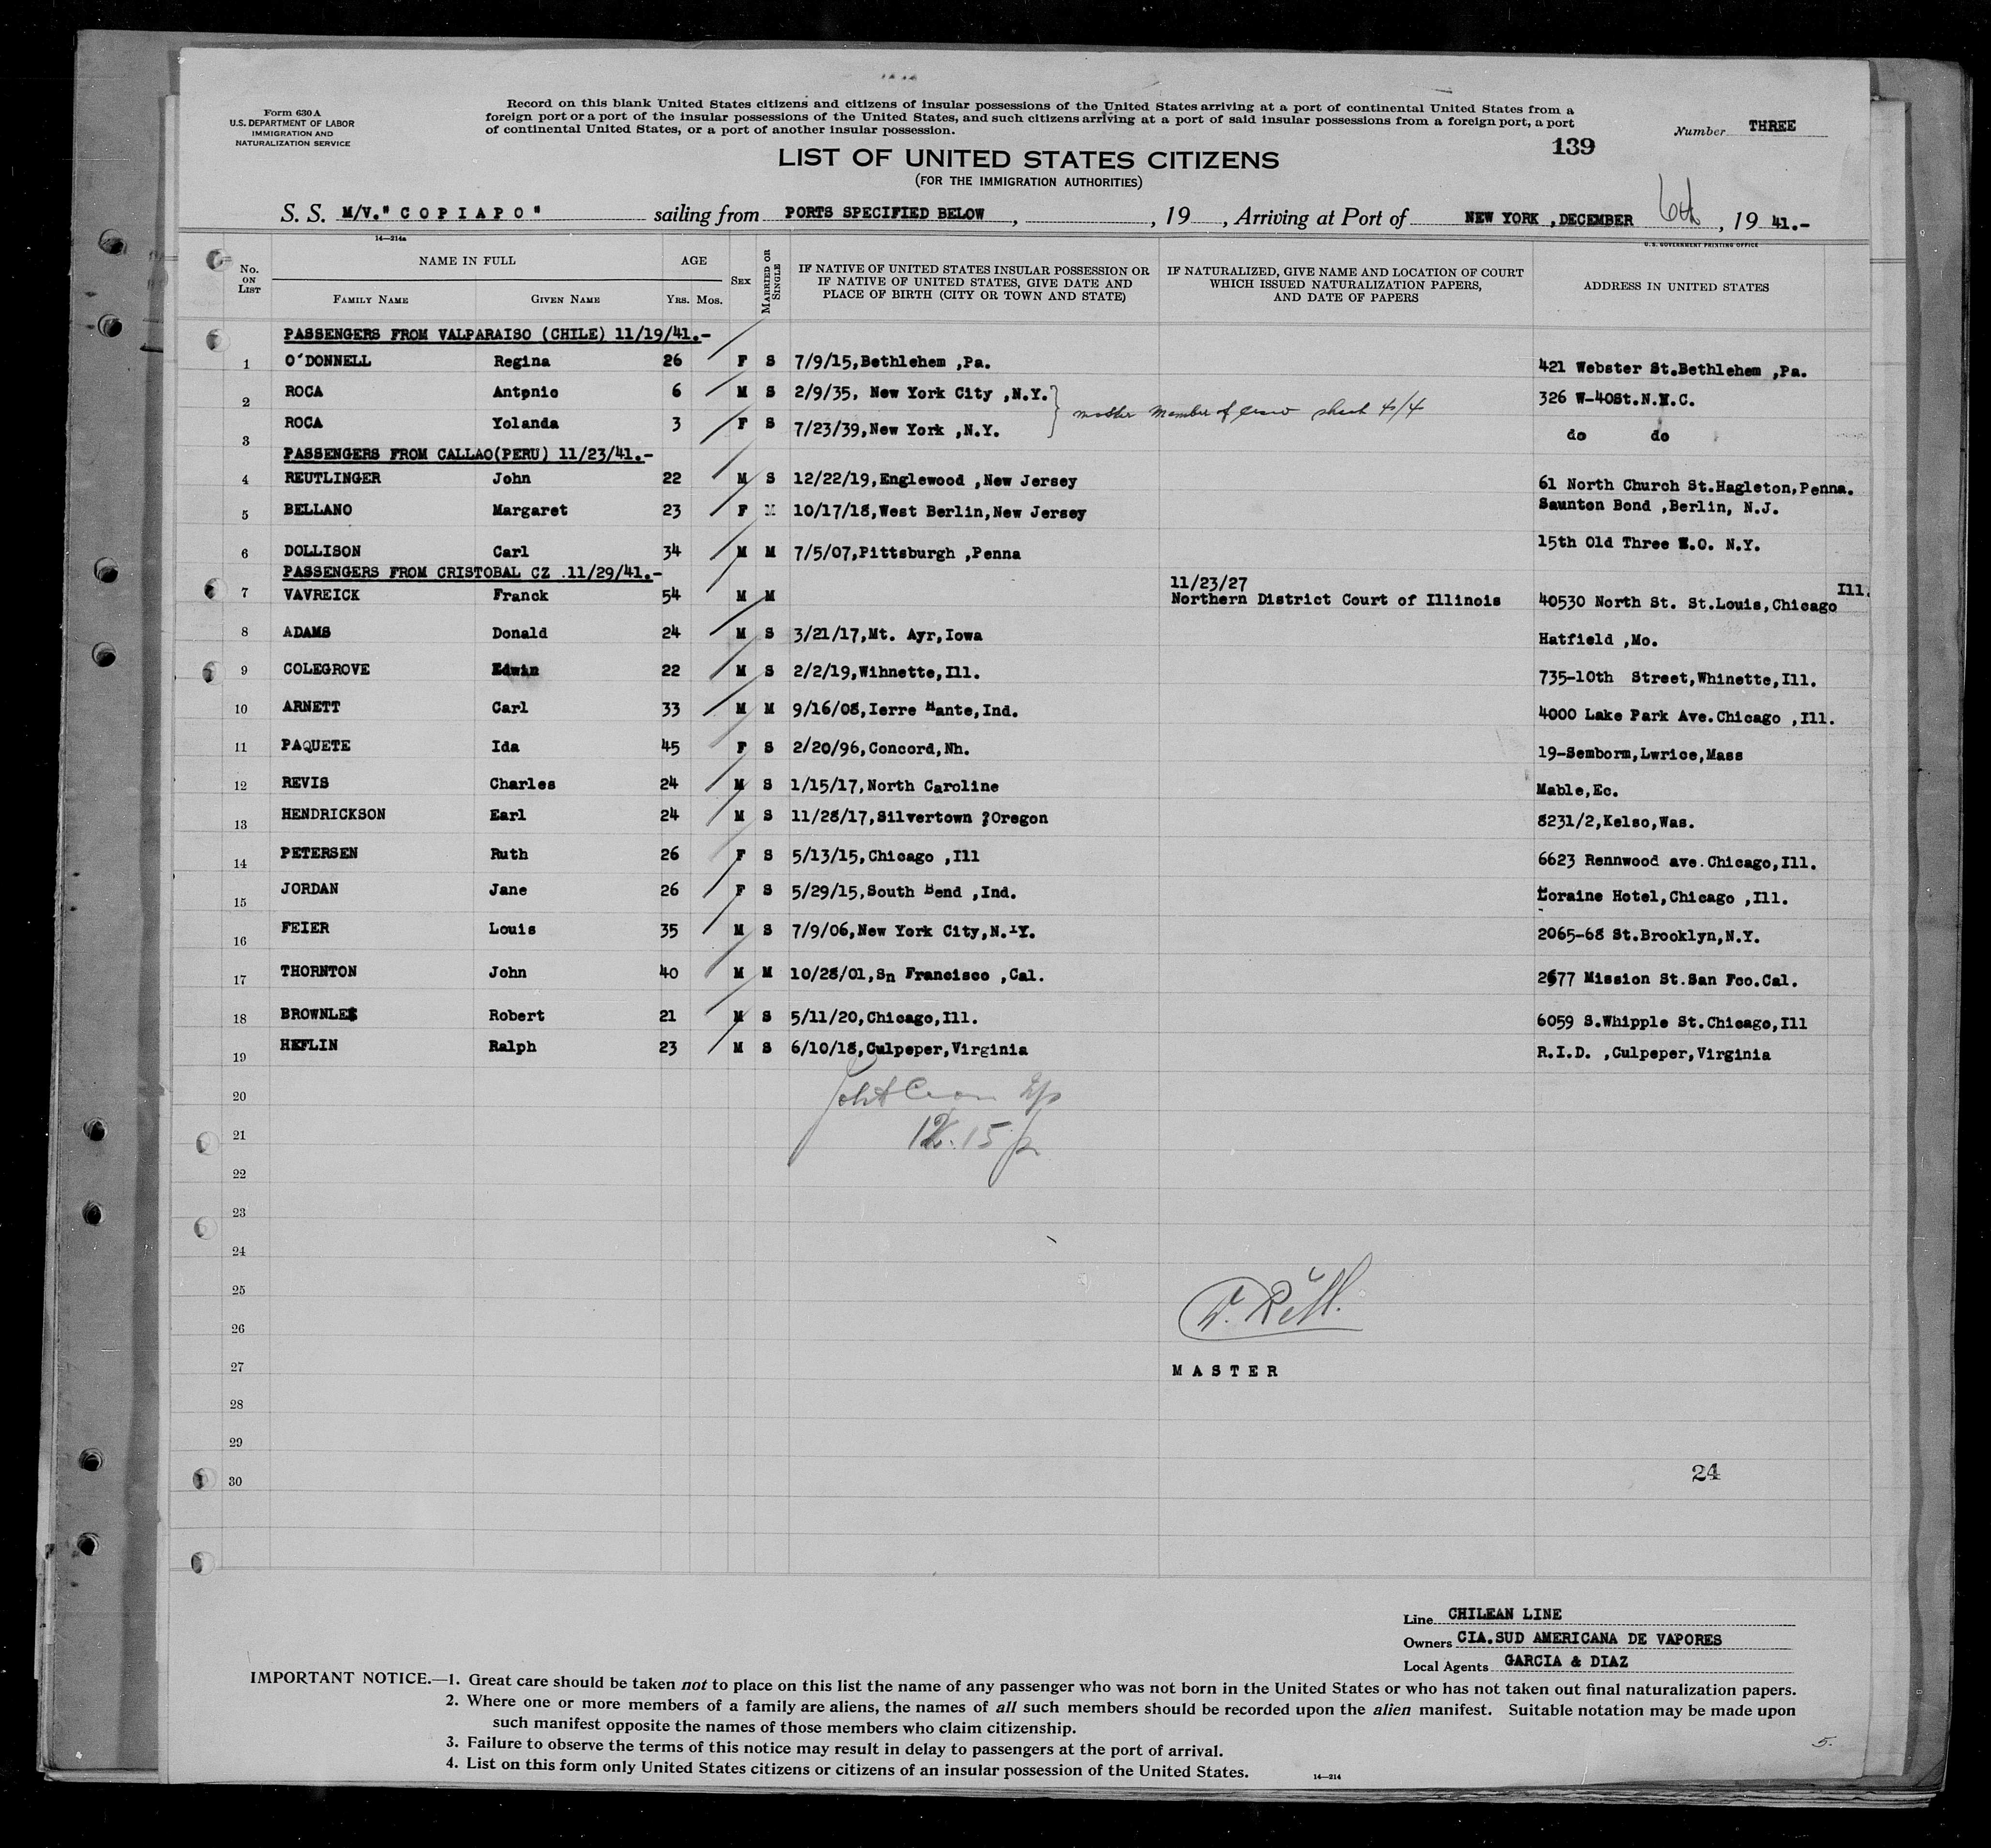 Form 630 A
U.S. DEPARTMENT OF LABOR
IMMIGRATION AND
NATURALIZATION SERVICE
Record on this blank United States citizens and citizens of insular possessions of the United States arriving at a port of continental United States from a
foreign port or a port of the insular possessions of the United States, and such citizens arriving at a port of said insular possessions from a foreign port, a port
of continental United States, or a port of another insular possession.
Number THREE
139
LIST OF UNITED STATES CITIZENS
(FOR THE IMMIGRATION AUTHORITIES)
S. S. M/V."COPIAPO" sailing from PORTS SPECIFIED BELOW, , 19 , Arriving at Port of NEW YORK ,DECEMBER 6th, 19 41.-
14—214a
U.S. GOVERNMENT PRINTING OFFICE
No. ON LIST NAME IN FULL FAMILY NAME GIVEN NAME AGE YRS. MOS. SEX MARRIED OR SINGLE IF NATIVE OF UNITED STATES INSULAR POSSESSION OR IF NATIVE OF UNITED STATES, GIVE DATE AND PLACE OF BIRTH (CITY OR TOWN AND STATE) IF NATURALIZED, GIVE NAME AND LOCATION OF COURT WHICH ISSUED NATURALIZATION PAPERS, AND DATE OF PAPERS ADDRESS IN UNITED STATES
PASSENGERS FROM VALPARAISO (CHILE) 11/19/41.-
1 O'DONNELL Regina 26 F S 7/9/15,Bethlehem ,Pa. 421 Webster St.Bethlehem ,Pa.
2 ROCA Antonio 6 M S 2/9/35, New York City ,N.Y. 326 W-40St.N.Y.C.
mother member of crew sheet
3 ROCA Yolanda 3 F S 7/23/39,New York ,N.Y. do do
PASSENGERS FROM CALLAO(PERU) 11/23/41.-
4 REUTLINGER John 22 M S 12/22/19,Englewood ,New Jersey 61 North Church St.Hagleton,Penna.
5 BELLANO Margaret 23 F M 10/17/18,West Berlin,New Jersey Saunton Bond ,Berlin, N.J.
6 DOLLISON Carl 34 M M 7/5/07,Pittsburgh ,Penna 15th Old Three .O. N.Y.
PASSENGERS FROM CRISTOBAL CZ .11/29/41.-
7 VAVREICK Franck 54 M M 11/23/27 Northern District Court of Illinois 40530 North St. St.Louis,Chicago Ill.
8 ADAMS Donald 24 M S 3/21/17,Mt. Ayr,Iowa Hatfield ,Mo.
9 COLEGROVE Edwin 22 M S 2/2/19,Wihnette,Ill. 735-10th Street,Whinette,Ill.
10 ARNETT Carl 33 M M 9/16/08,Ierre Hante,Ind. 4000 Lake Park Ave.Chicago ,Ill.
11 PAQUETE Ida 45 F S 2/20/96,Concord,Nh. 19-Semborm,Lwrice,Mass
12 REVIS Charles 24 M S 1/15/17,North Caroline Mable,Ec.
13 HENDRICKSON Earl 24 M S 11/28/17,Silvertown ?Oregon 8231/2,Kelso,Was.
14 PETERSEN Ruth 26 F S 5/13/15,Chicago ,Ill 6623 Rennwood ave.Chicago,Ill.
15 JORDAN Jane 26 F S 5/29/15,South Bend ,Ind. Loraine Hotel,Chicago ,Ill.
16 FEIER Louis 35 M S 7/9/06,New York City,N.Y. 2065-68 St.Brooklyn,N.Y.
17 THORNTON John 40 M M 10/28/01,Sn Francisco ,Cal. 2677 Mission St.San Fco.Cal.
18 BROWNLEE Robert 21 M S 5/11/20,Chicago,Ill. 6059 S.Whipple St.Chicago,Ill
19 HEFLIN Ralph 23 M S 6/10/18,Culpeper,Virginia R.I.D. ,Culpeper,Virginia
20
21 12.15 p
22
23
24
25
26
27 MASTER
28
29
30 24
Line CHILEAN LINE
Owners CIA.SUD AMERICANA DE VAPORES
Local Agents GARCIA & DIAZ
IMPORTANT NOTICE.—1. Great care should be taken not to place on this list the name of any passenger who was not born in the United States or who has not taken out final naturalization papers.
2. Where one or more members of a family are aliens, the names of all such members should be recorded upon the alien manifest. Suitable notation may be made upon
such manifest opposite the names of those members who claim citizenship.
3. Failure to observe the terms of this notice may result in delay to passengers at the port of arrival.
4. List on this form only United States citizens or citizens of an insular possession of the United States.
14—214
5.